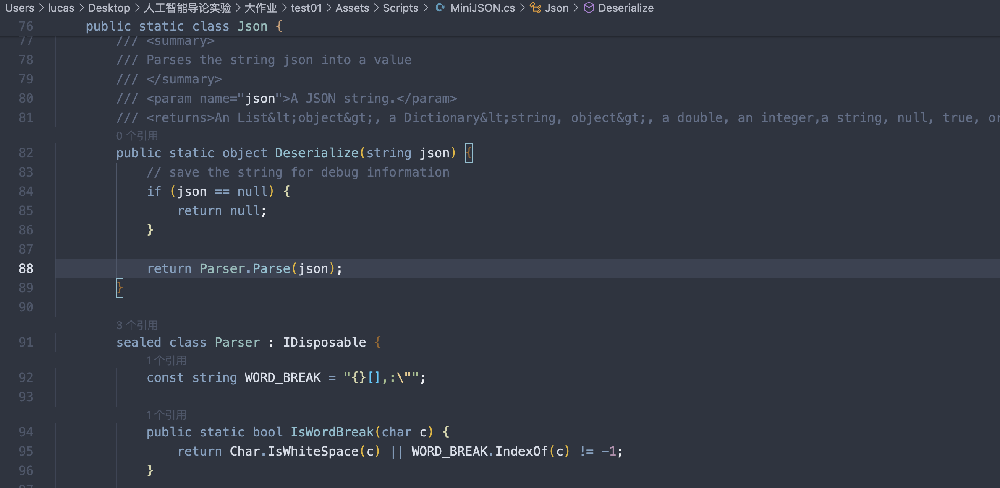 Users > lucas > Desktop > 人工智能导论实验 > 大作业 > test01 > Assets > Scripts > C# MiniJSON.cs > Json > Deserialize
76 public static class Json {
77 /// <summary>
78 /// Parses the string json into a value
79 /// </summary>
80 /// <param name="json">A JSON string.</param>
81 /// <returns>An List&lt;object&gt;, a Dictionary&lt;string, object&gt;, a double, an integer,a string, null, true, or
0 个引用
82 public static object Deserialize(string json) {
83 // save the string for debug information
84 if (json == null) {
85 return null;
86 }
87
88 return Parser.Parse(json);
89 }
90
3 个引用
91 sealed class Parser : IDisposable {
1 个引用
92 const string WORD_BREAK = "{}[],:\"";
93
1 个引用
94 public static bool IsWordBreak(char c) {
95 return Char.IsWhiteSpace(c) || WORD_BREAK.IndexOf(c) != -1;
96 }
97